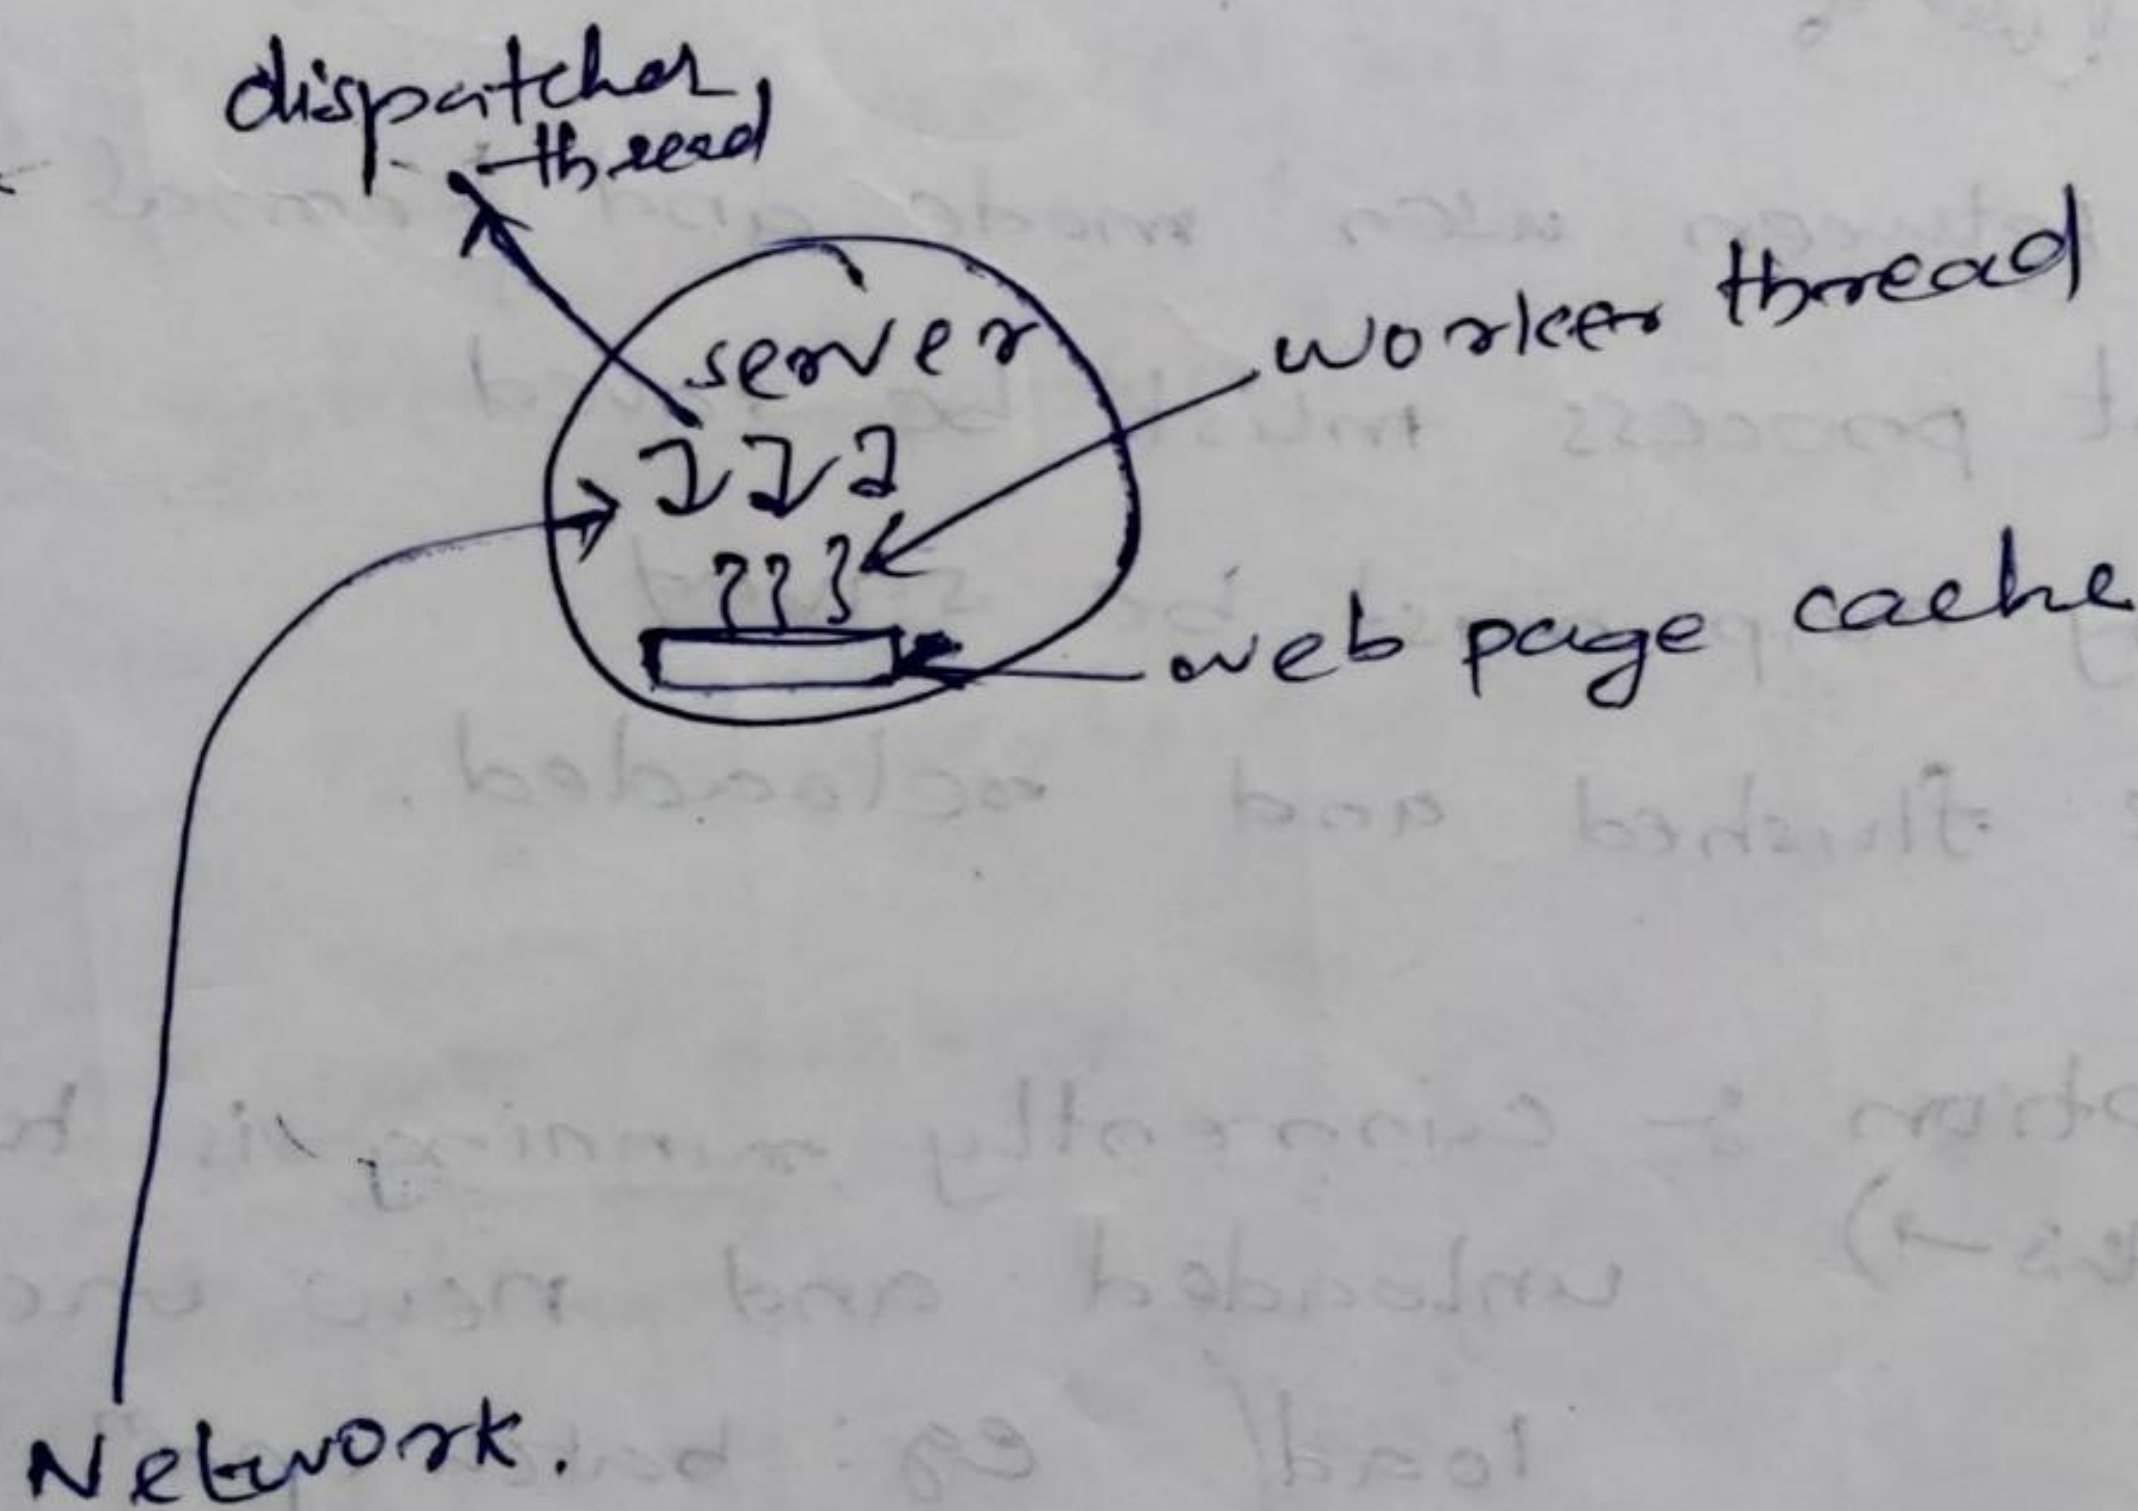 dispatcher
thread
server
worker thread
web page cache
Network.